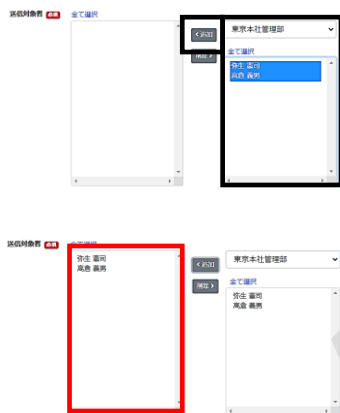 送信対象者 必須 全て選択
< 追加 東京本社管理部
削除 > 全て選択
弥生 憲司
高倉 義男
送信対象者 必須 全て選択
弥生 憲司
高倉 義男
< 追加 東京本社管理部
削除 > 全て選択
弥生 憲司
高倉 義男